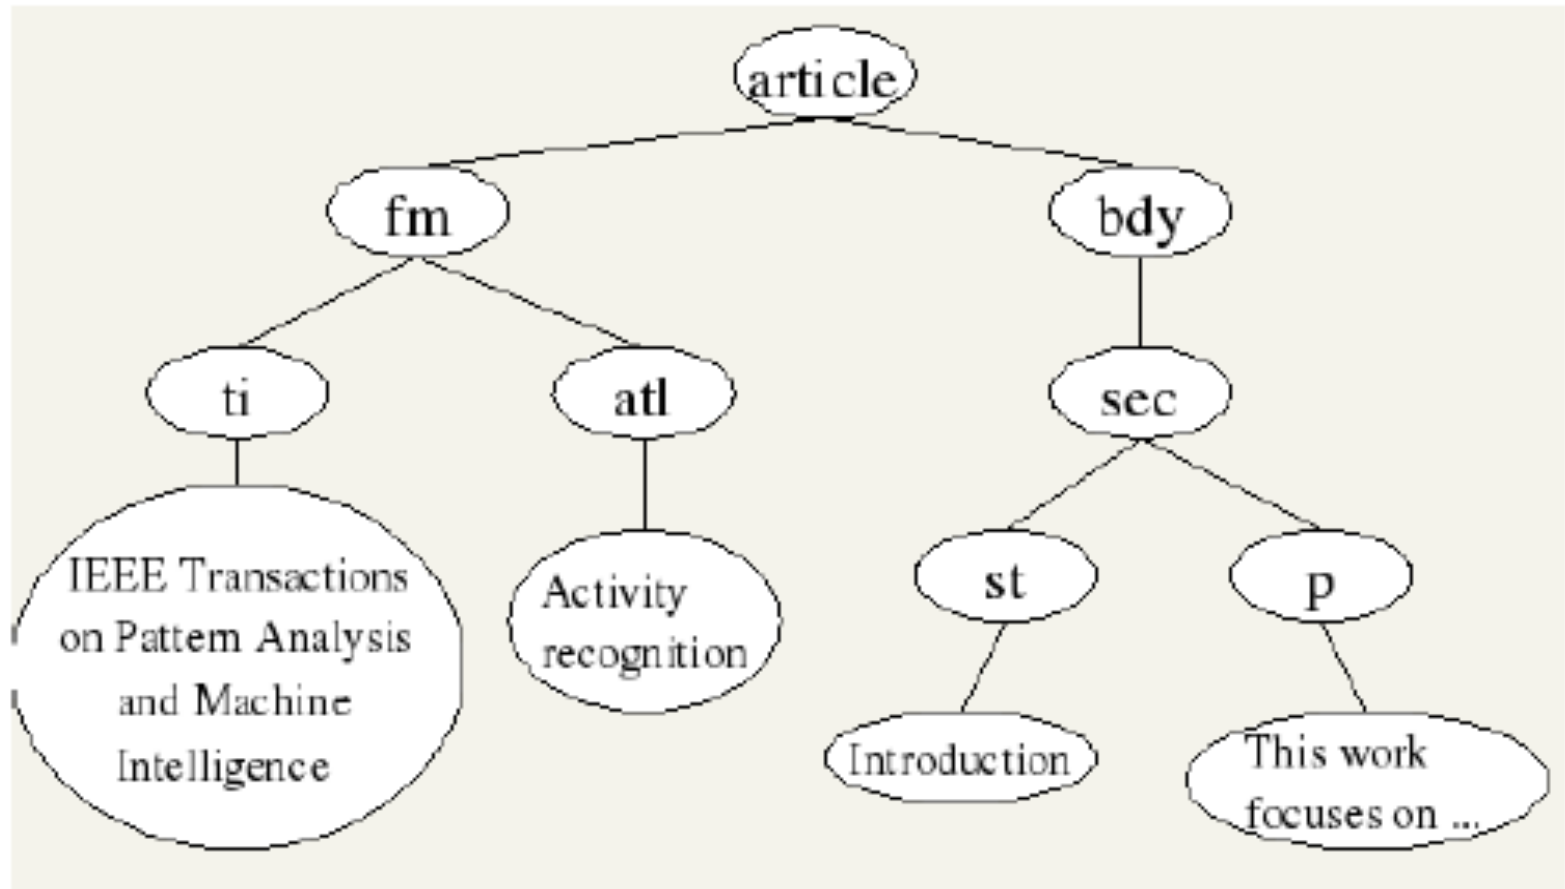 article
fm
bdy
ti
atl
sec
IEEE Transactions
on Pattern Analysis
and Machine
Intelligence
Activity
recognition
st
p
Introduction
This work
focuses on ...